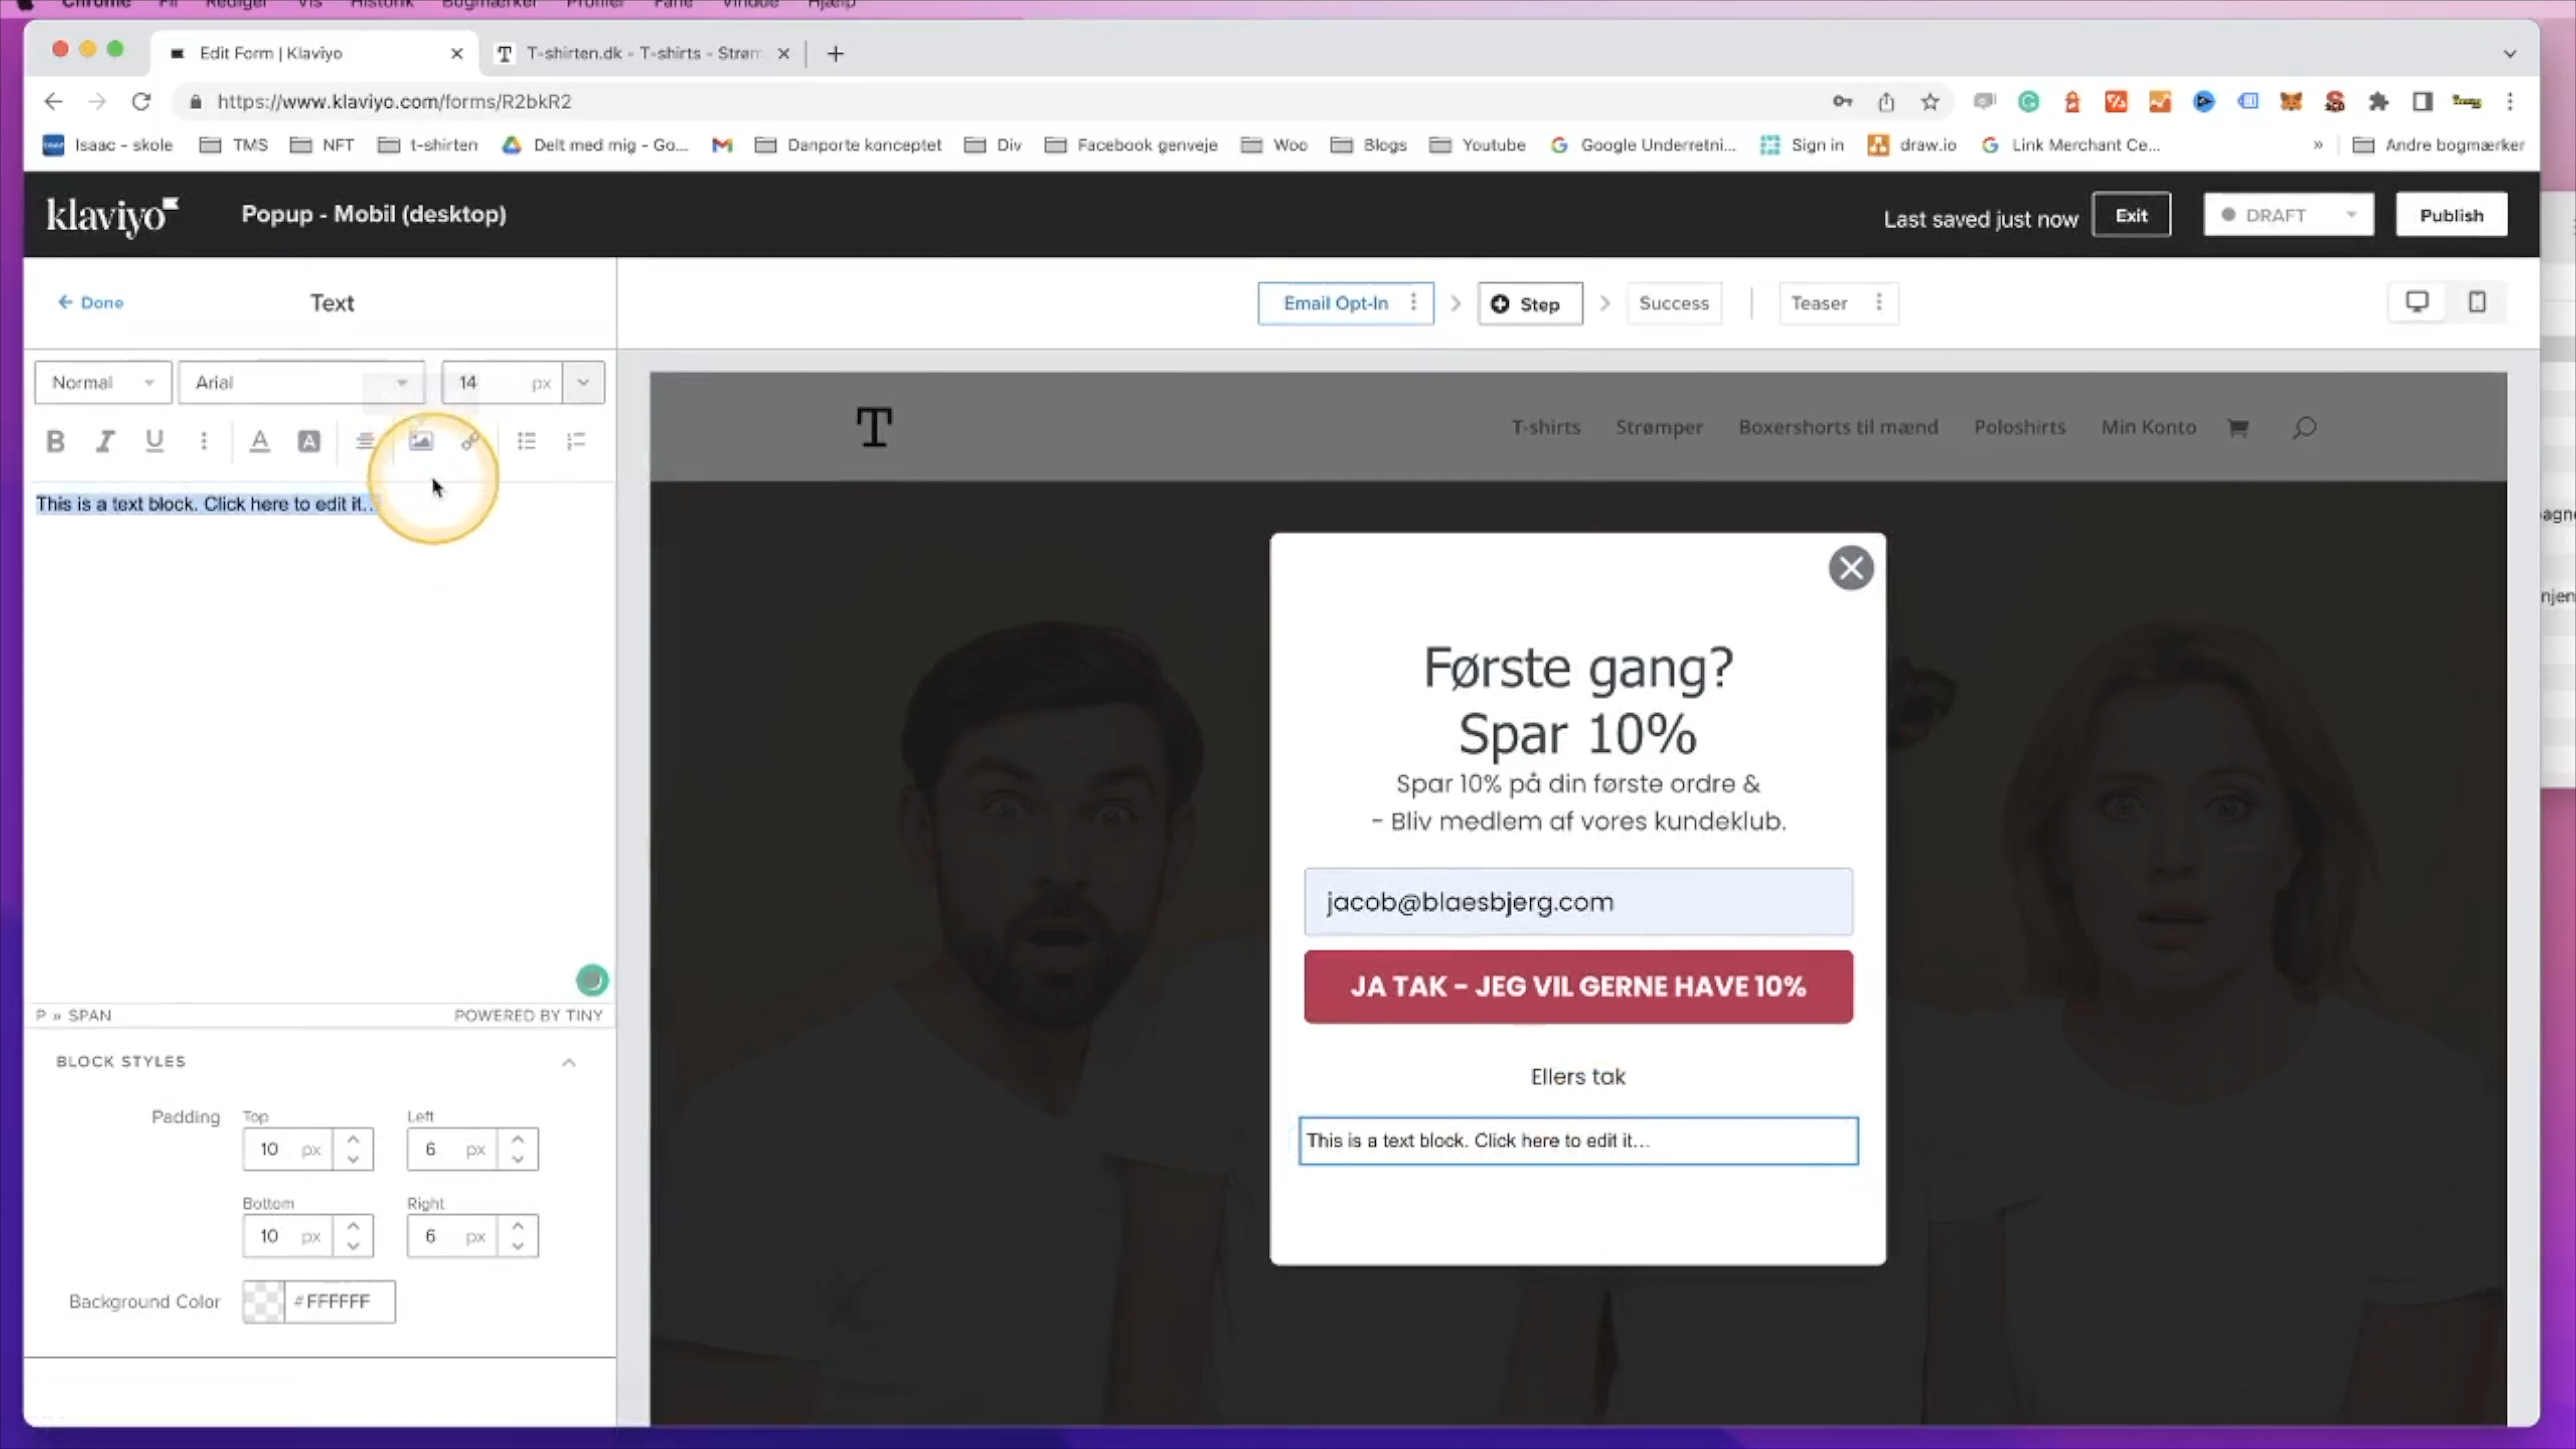 Chrome Fil Rediger Vis Historik Bogmærker Profiler Fane Vindue Hjælp
Edit Form | Klaviyo
T-shirten.dk - T-shirts - Strøm
https://www.klaviyo.com/forms/R2bkR2
Isaac - skole TMS NFT t-shirten Delt med mig - Go... Danporte konceptet Div Facebook genveje Woo Blogs Youtube Google Underretni... Sign in draw.io Link Merchant Ce... » Andre bogmærker
klaviyo Popup - Mobil (desktop) Last saved just now Exit DRAFT Publish
← Done Text
Email Opt-In Step Success Teaser
Normal Arial 14 px
B I U A A
This is a text block. Click here to edit it...
P » SPAN POWERED BY TINY
BLOCK STYLES
Padding Top Left
10 px 6 px
Bottom Right
10 px 6 px
Background Color #FFFFFF
T T-shirts Strømper Boxershorts til mænd Poloshirts Min Konto
Første gang?
Spar 10%
Spar 10% på din første ordre &
- Bliv medlem af vores kundeklub.
jacob@blaesbjerg.com
JA TAK - JEG VIL GERNE HAVE 10%
Ellers tak
This is a text block. Click here to edit it...